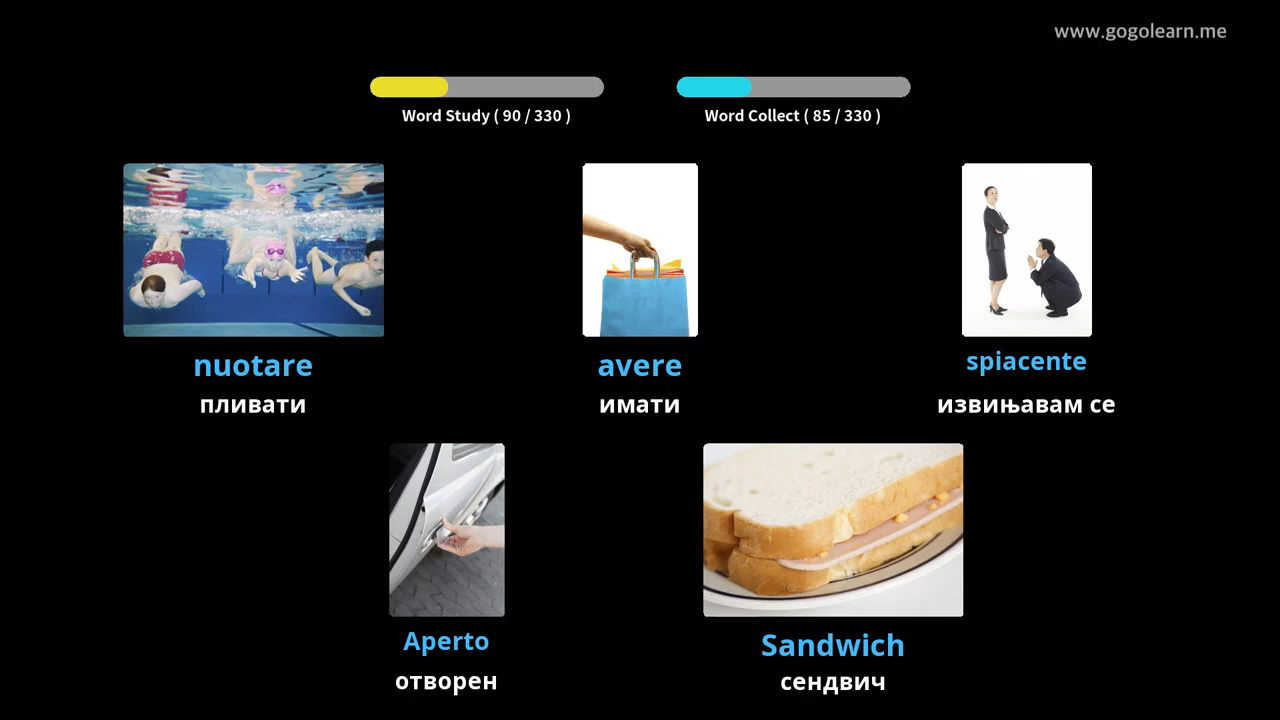 www.gogolearn.me
Word Study ( 90 / 330 )
Word Collect ( 85 / 330 )
nuotare
пливати
avere
имати
spiacente
извињавам се
Aperto
отворен
Sandwich
сендвич